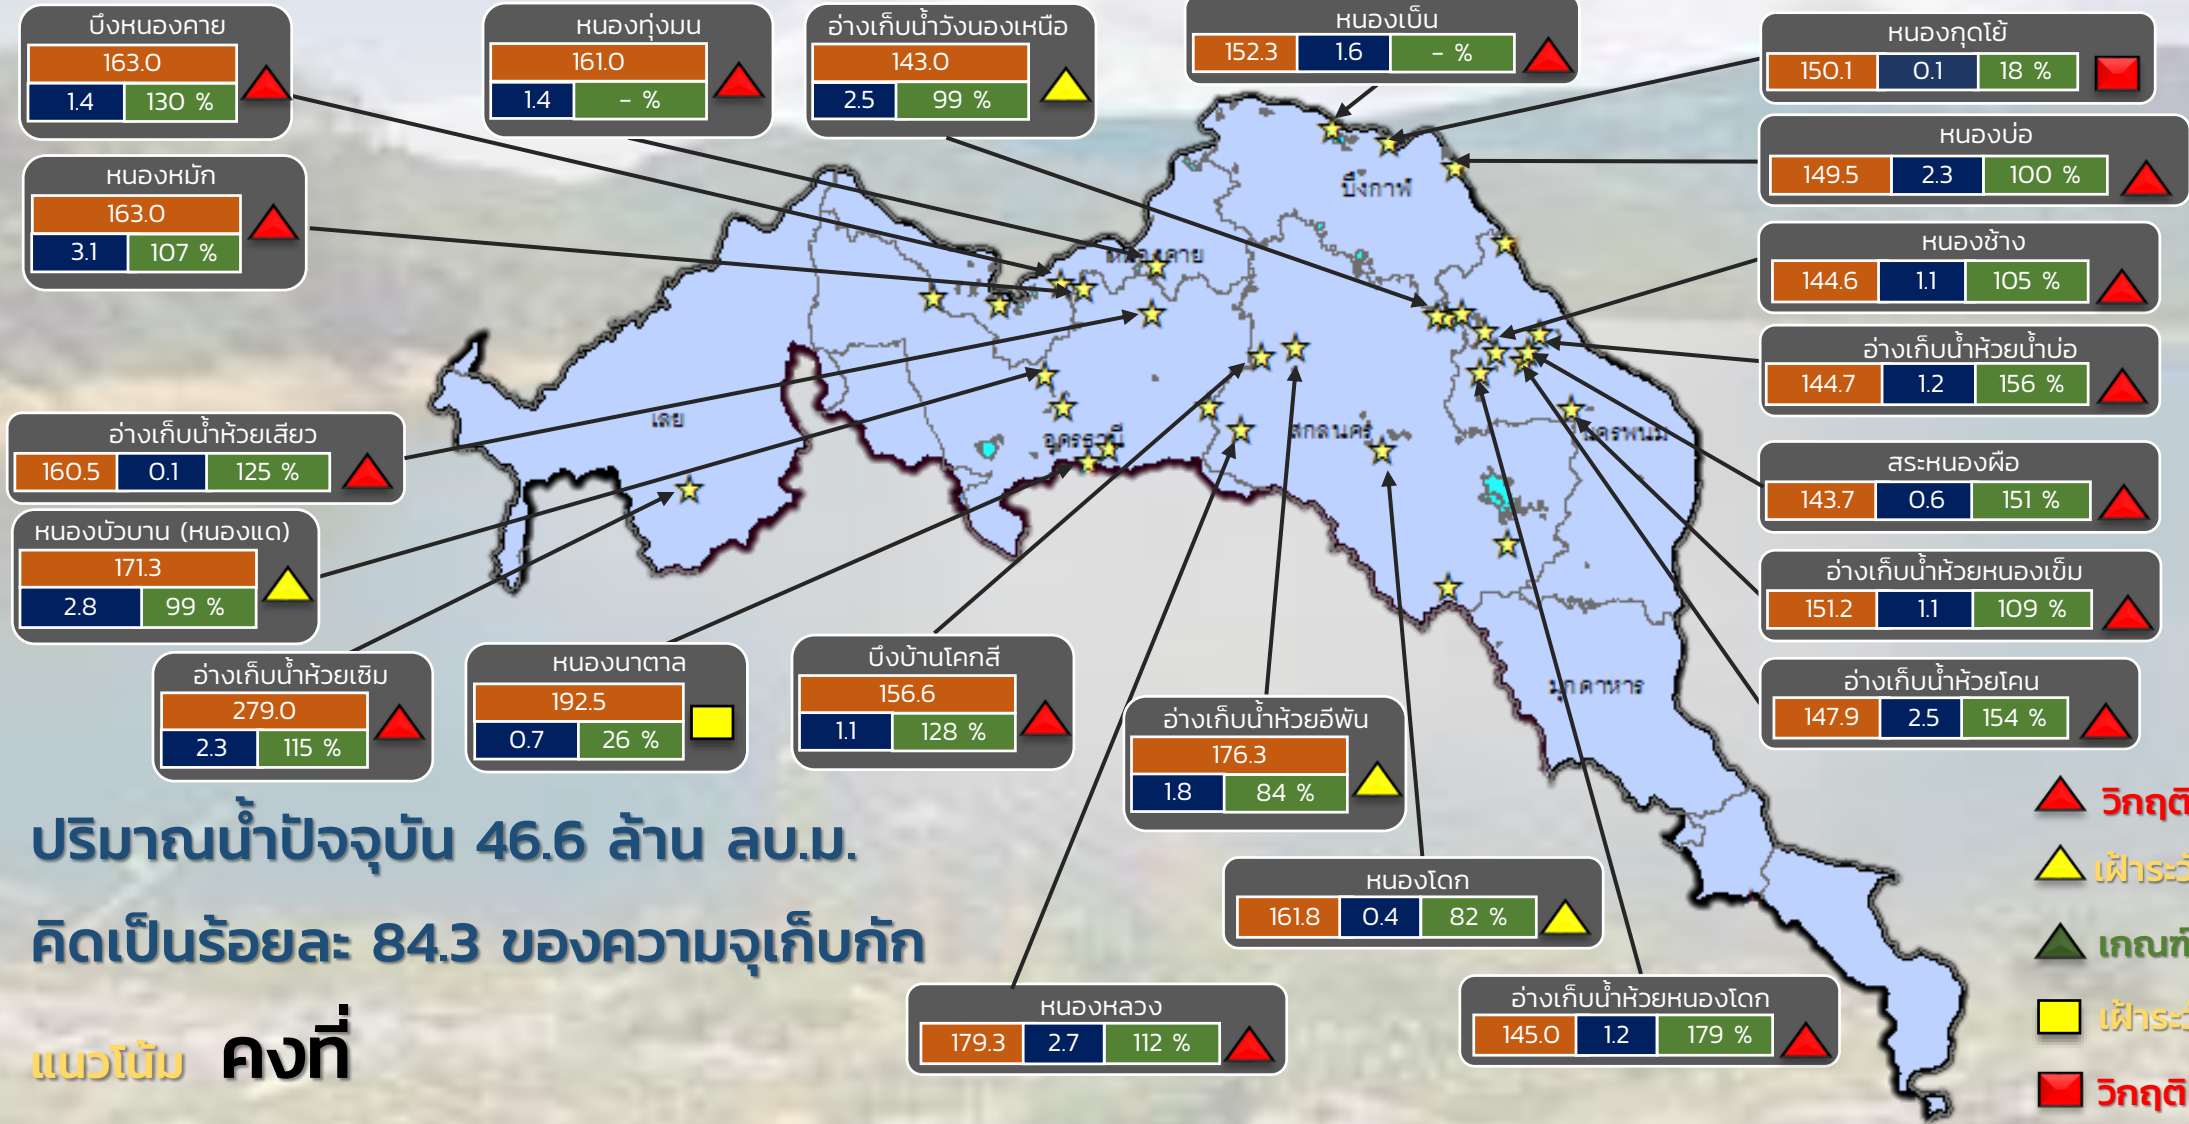 บึงหนองคาย
163.0
1.4 130 %
หนองทุ่งมน
161.0
1.4 - %
อ่างเก็บน้ำวังนองเหนือ
143.0
2.5 99 %
หนองเบ็น
152.3 1.6 - %
หนองกุดโย้
150.1 0.1 18 %
หนองหมัก
163.0
3.1 107 %
หนองบ่อ
149.5 2.3 100 %
หนองช้าง
144.6 1.1 105 %
อ่างเก็บน้ำห้วยน้ำบ่อ
144.7 1.2 156 %
สระหนองผือ
143.7 0.6 151 %
อ่างเก็บน้ำห้วยหนองเข็ม
151.2 1.1 109 %
อ่างเก็บน้ำห้วยโคน
147.9 2.5 154 %
บึงกาฬ
หนองคาย
เลย
อุดรธานี
สกลนคร
นครพนม
มุกดาหาร
อ่างเก็บน้ำห้วยเสียว
160.5 0.1 125 %
หนองบัวบาน (หนองแด)
171.3
2.8 99 %
อ่างเก็บน้ำห้วยเซิม
279.0
2.3 115 %
หนองนาตาล
192.5
0.7 26 %
บึงบ้านโคกสี
156.6
1.1 128 %
อ่างเก็บน้ำห้วยอีพัน
176.3
1.8 84 %
หนองโดก
161.8 0.4 82 %
หนองหลวง
179.3 2.7 112 %
อ่างเก็บน้ำห้วยหนองโดก
145.0 1.2 179 %
ปริมาณน้ำปัจจุบัน 46.6 ล้าน ลบ.ม.
คิดเป็นร้อยละ 84.3 ของความจุเก็บกัก
แนวโน้ม คงที่
วิกฤติ
วิกฤติ